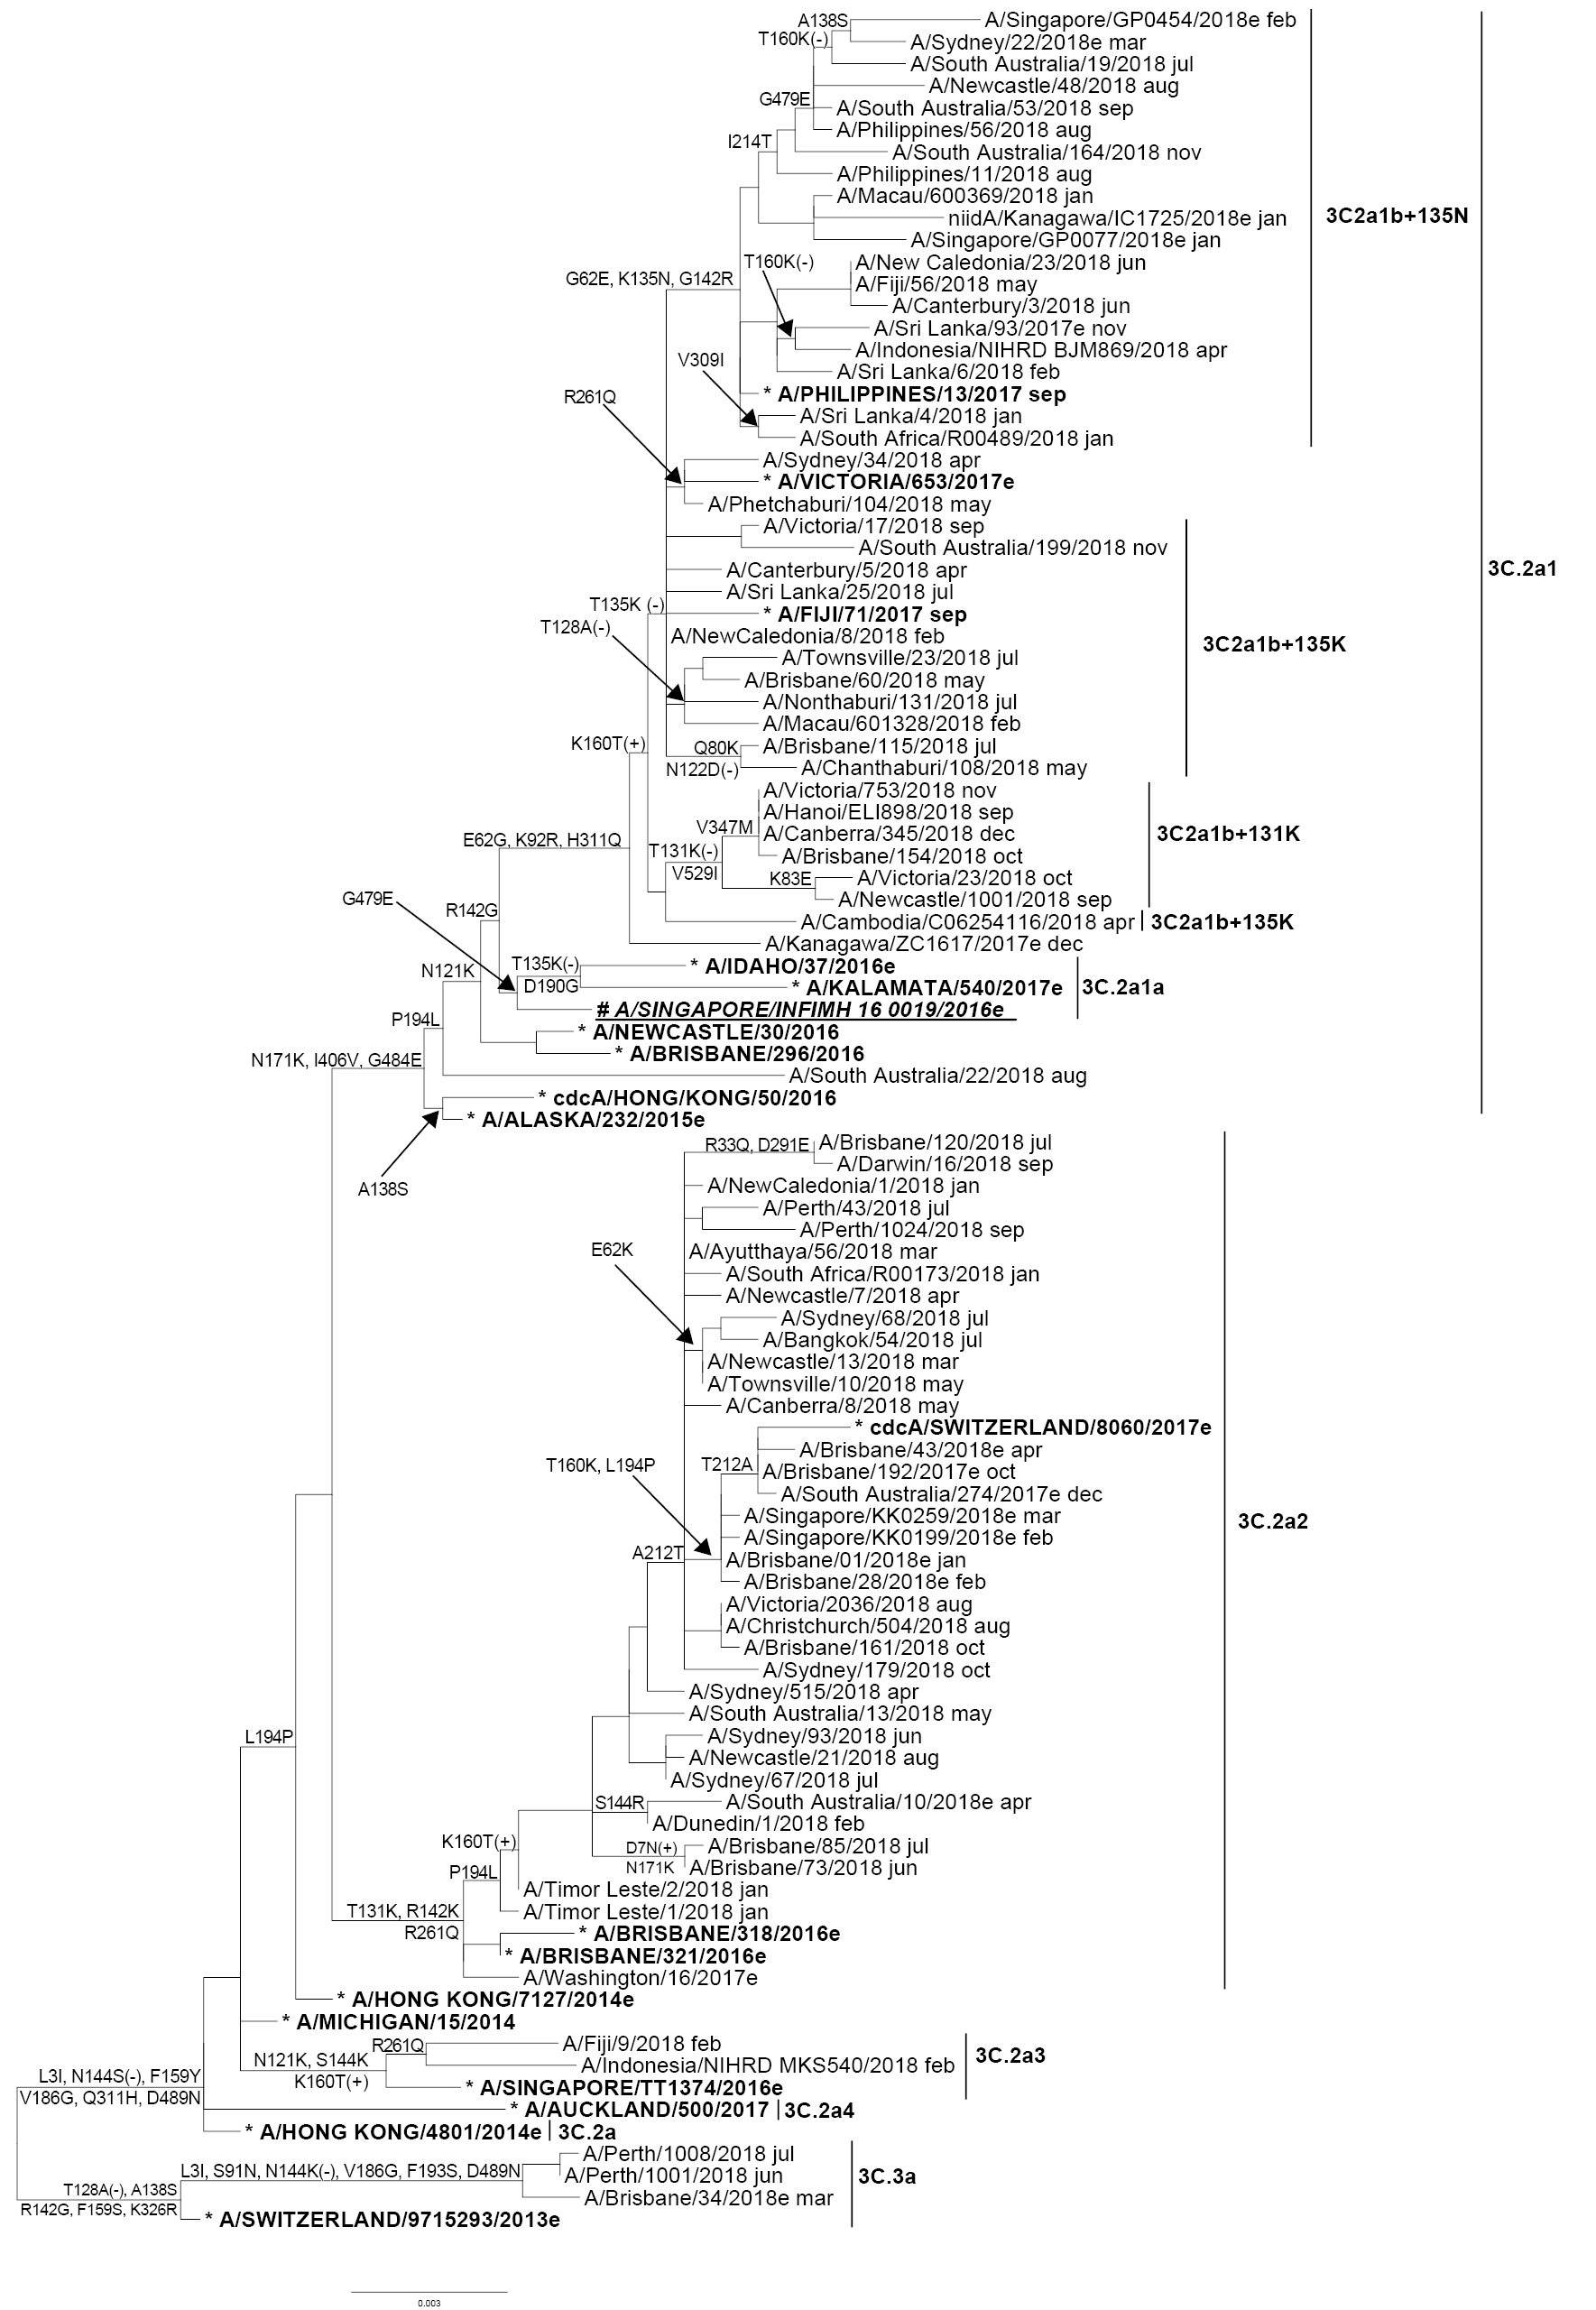 A138S
A/Singapore/GP0454/2018e feb
T160K(-)
A/Sydney/22/2018e mar
A/South Australia/19/2018 jul
A/Newcastle/48/2018 aug
G479E
A/South Australia/53/2018 sep
A/Philippines/56/2018 aug
I214T
A/South Australia/164/2018 nov
A/Philippines/11/2018 aug
A/Macau/600369/2018 jan
niidA/Kanagawa/IC1725/2018e jan
3C2a1b+135N
A/Singapore/GP0077/2018e jan
T160K(-)
A/New Caledonia/23/2018 jun
G62E, K135N, G142R
A/Fiji/56/2018 may
A/Canterbury/3/2018 jun
A/Sri Lanka/93/2017e nov
A/Indonesia/NIHRD BJM869/2018 apr
V309I
A/Sri Lanka/6/2018 feb
R261Q
* A/PHILIPPINES/13/2017 sep
A/Sri Lanka/4/2018 jan
A/South Africa/R00489/2018 jan
A/Sydney/34/2018 apr
* A/VICTORIA/653/2017e
A/Phetchaburi/104/2018 may
A/Victoria/17/2018 sep
A/South Australia/199/2018 nov
3C.2a1
A/Canterbury/5/2018 apr
A/Sri Lanka/25/2018 jul
T135K (-)
* A/FIJI/71/2017 sep
T128A(-)
A/NewCaledonia/8/2018 feb
3C2a1b+135K
A/Townsville/23/2018 jul
A/Brisbane/60/2018 may
A/Nonthaburi/131/2018 jul
A/Macau/601328/2018 feb
K160T(+)
Q80K
A/Brisbane/115/2018 jul
N122D(-)
A/Chanthaburi/108/2018 may
A/Victoria/753/2018 nov
A/Hanoi/ELI898/2018 sep
V347M
A/Canberra/345/2018 dec
3C2a1b+131K
E62G, K92R, H311Q
T131K(-)
A/Brisbane/154/2018 oct
V529I
K83E
A/Victoria/23/2018 oct
G479E
A/Newcastle/1001/2018 sep
R142G
A/Cambodia/C06254116/2018 apr
3C2a1b+135K
A/Kanagawa/ZC1617/2017e dec
N121K
T135K(-)
* A/IDAHO/37/2016e
D190G
* A/KALAMATA/540/2017e
3C.2a1a
# A/SINGAPORE/INFIMH 16 0019/2016e
P194L
* A/NEWCASTLE/30/2016
* A/BRISBANE/296/2016
N171K, I406V, G484E
A/South Australia/22/2018 aug
* cdcA/HONG/KONG/50/2016
* A/ALASKA/232/2015e
R33Q, D291E
A/Brisbane/120/2018 jul
A/Darwin/16/2018 sep
A138S
A/NewCaledonia/1/2018 jan
A/Perth/43/2018 jul
A/Perth/1024/2018 sep
E62K
A/Ayutthaya/56/2018 mar
A/South Africa/R00173/2018 jan
A/Newcastle/7/2018 apr
A/Sydney/68/2018 jul
A/Bangkok/54/2018 jul
A/Newcastle/13/2018 mar
A/Townsville/10/2018 may
A/Canberra/8/2018 may
* cdcA/SWITZERLAND/8060/2017e
A/Brisbane/43/2018e apr
T160K, L194P
T212A
A/Brisbane/192/2017e oct
A/South Australia/274/2017e dec
A/Singapore/KK0259/2018e mar
3C.2a2
A/Singapore/KK0199/2018e feb
A212T
A/Brisbane/01/2018e jan
A/Brisbane/28/2018e feb
A/Victoria/2036/2018 aug
A/Christchurch/504/2018 aug
A/Brisbane/161/2018 oct
A/Sydney/179/2018 oct
A/Sydney/515/2018 apr
A/South Australia/13/2018 may
L194P
A/Sydney/93/2018 jun
A/Newcastle/21/2018 aug
A/Sydney/67/2018 jul
S144R
A/South Australia/10/2018e apr
A/Dunedin/1/2018 feb
K160T(+)
D7N(+)
A/Brisbane/85/2018 jul
N171K
A/Brisbane/73/2018 jun
P194L
A/Timor Leste/2/2018 jan
T131K, R142K
A/Timor Leste/1/2018 jan
R261Q
* A/BRISBANE/318/2016e
* A/BRISBANE/321/2016e
A/Washington/16/2017e
* A/HONG KONG/7127/2014e
* A/MICHIGAN/15/2014
R261Q
A/Fiji/9/2018 feb
N121K, S144K
A/Indonesia/NIHRD MKS540/2018 feb
3C.2a3
L3I, N144S(-), F159Y
K160T(+)
* A/SINGAPORE/TT1374/2016e
V186G, Q311H, D489N
* A/AUCKLAND/500/2017
3C.2a4
* A/HONG KONG/4801/2014e
3C.2a
A/Perth/1008/2018 jul
L3I, S91N, N144K(-), V186G, F193S, D489N
A/Perth/1001/2018 jun
3C.3a
T128A(-), A138S
A/Brisbane/34/2018e mar
R142G, F159S, K326R
* A/SWITZERLAND/9715293/2013e
0.003